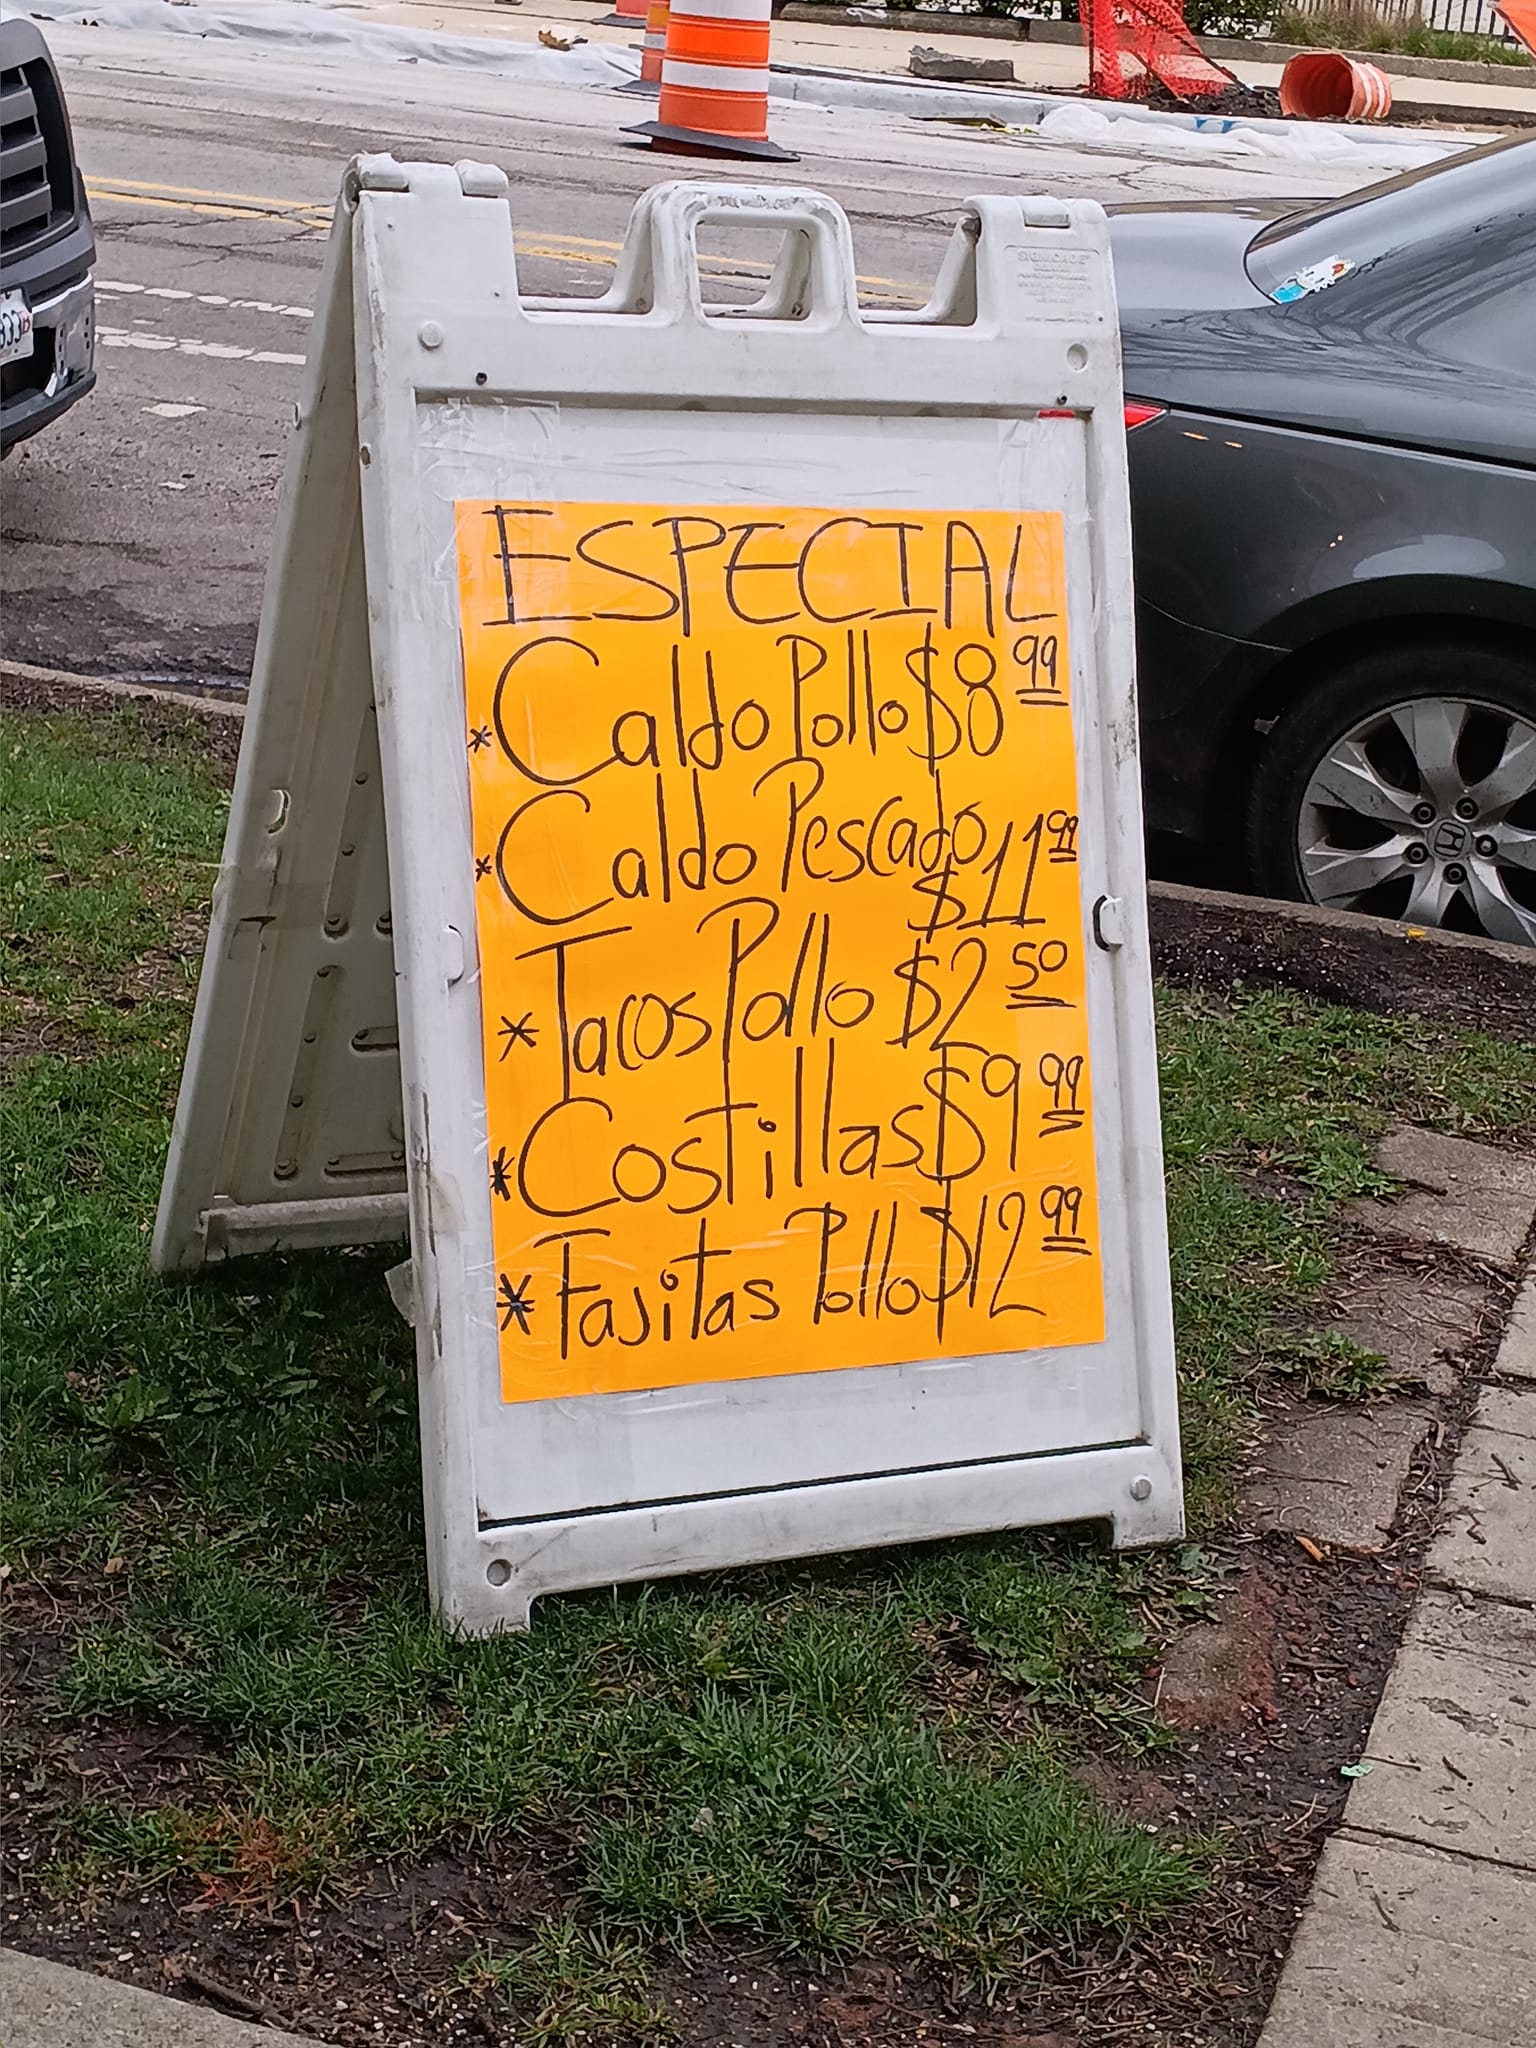 SIGNICADE
ESPECIAL
* Caldo Pollo $8 99
* Caldo Pescado
$11 99
* Tacos Pollo $2 50
* Costillas $9 99
* Fajitas Pollo $12 99